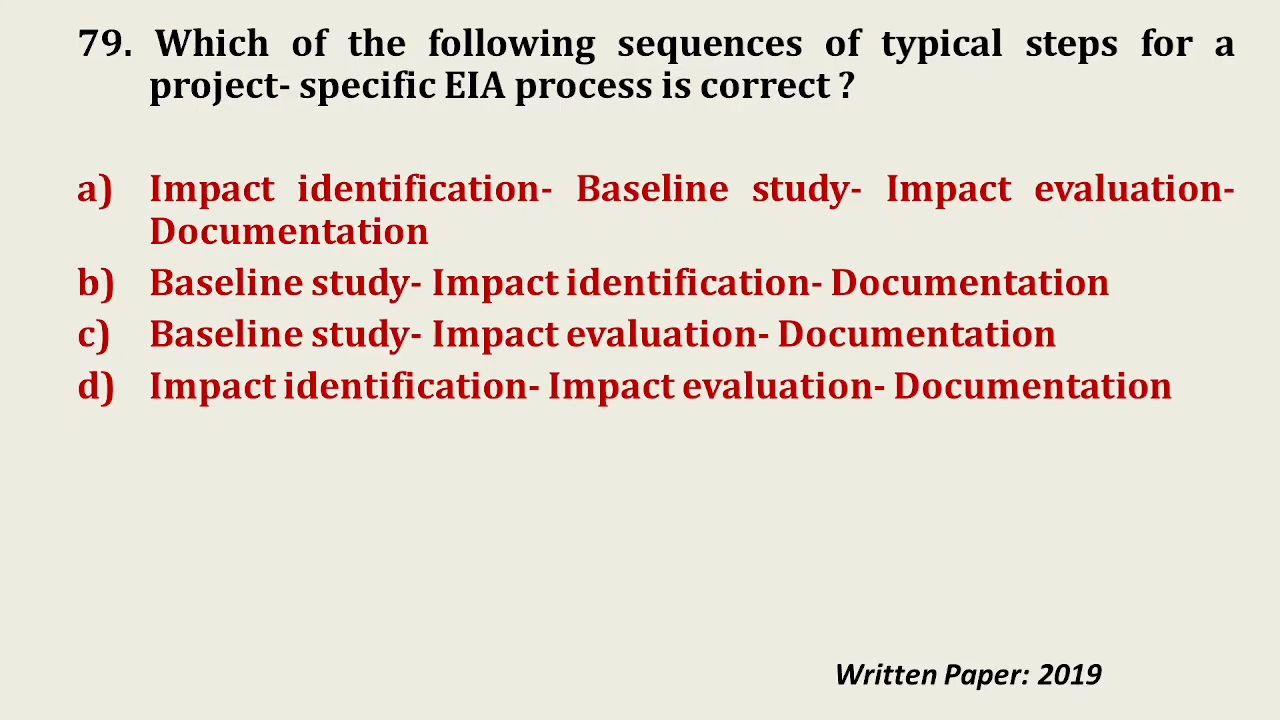 79. Which of the following sequences of typical steps for a
project- specific EIA process is correct ?
a) Impact identification- Baseline study- Impact evaluation-
Documentation
b) Baseline study- Impact identification- Documentation
c) Baseline study- Impact evaluation- Documentation
d) Impact identification- Impact evaluation- Documentation
Written Paper: 2019